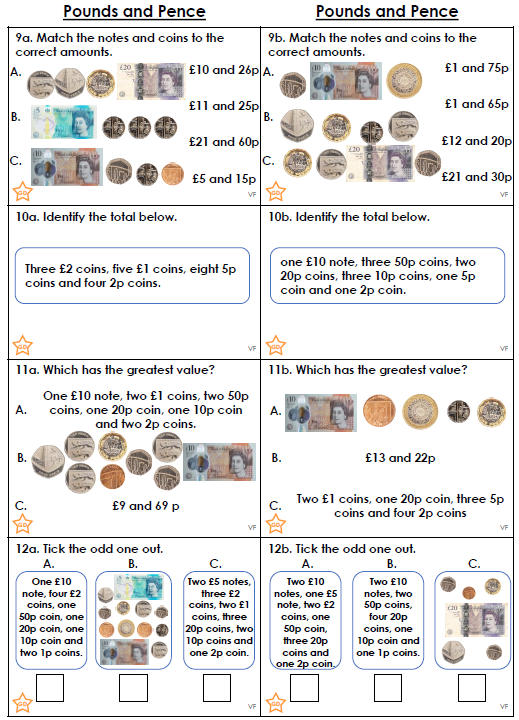 Pounds and Pence
Pounds and Pence
9a. Match the notes and coins to the
correct amounts.
A.
£10 and 26p
£11 and 25p
B.
£21 and 60p
C.
£5 and 15p
GD
VF
9b. Match the notes and coins to the
correct amounts.
A.
£1 and 75p
£1 and 65p
B.
£12 and 20p
C.
£21 and 30p
GD
VF
10a. Identify the total below.
Three £2 coins, five £1 coins, eight 5p
coins and four 2p coins.
GD
VF
10b. Identify the total below.
one £10 note, three 50p coins, two
20p coins, three 10p coins, one 5p
coin and one 2p coin.
GD
VF
11a. Which has the greatest value?
One £10 note, two £1 coins, two 50p
A.
coins, one 20p coin, one 10p coin
and two 2p coins.
B.
C.
£9 and 69 p
GD
VF
11b. Which has the greatest value?
A.
B.
£13 and 22p
C.
Two £1 coins, one 20p coin, three 5p
coins and four 2p coins
GD
VF
12a. Tick the odd one out.
A.
B.
C.
One £10
note, four £2
coins, one
50p coin, one
20p coin, one
10p coin and
two 1p coins.
Two £5 notes,
three £2
coins, two £1
coins, three
20p coins, two
10p coins and
one 2p coin.
GD
VF
12b. Tick the odd one out.
A.
B.
C.
Two £10
notes, one £5
note, two £2
coins, one
50p coin,
three 20p
coins and
one 2p coin.
Two £10
notes, two
50p coins,
four 20p
coins, one
10p coin and
one 1p coin.
GD
VF